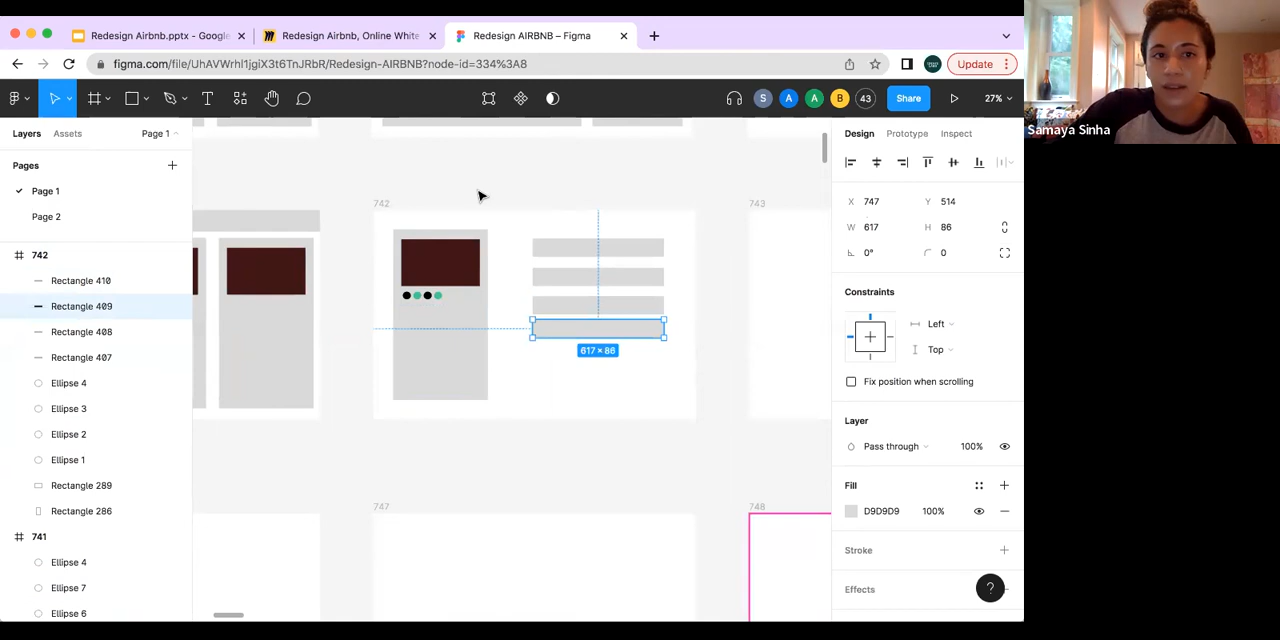 Redesign Airbnb.pptx - Google
Redesign Airbnb, Online White
Redesign AIRBNB – Figma
figma.com/file/UhAVWrhl1jgiX3t6TnJRbR/Redesign-AIRBNB?node-id=334%3A8
Update
S
A
A
B
43
Share
27%
Samaya Sinha
Layers
Assets
Page 1
Design
Prototype
Inspect
Pages
Page 1
Page 2
742
Rectangle 410
Rectangle 409
Rectangle 408
Rectangle 407
Ellipse 4
Ellipse 3
Ellipse 2
Ellipse 1
Rectangle 289
Rectangle 286
741
Ellipse 4
Ellipse 7
Ellipse 6
742
743
617 × 86
747
748
X 747
Y 514
W 617
H 86
0°
0
Constraints
Left
Top
Fix position when scrolling
Layer
Pass through
100%
Fill
D9D9D9
100%
Stroke
Effects
?